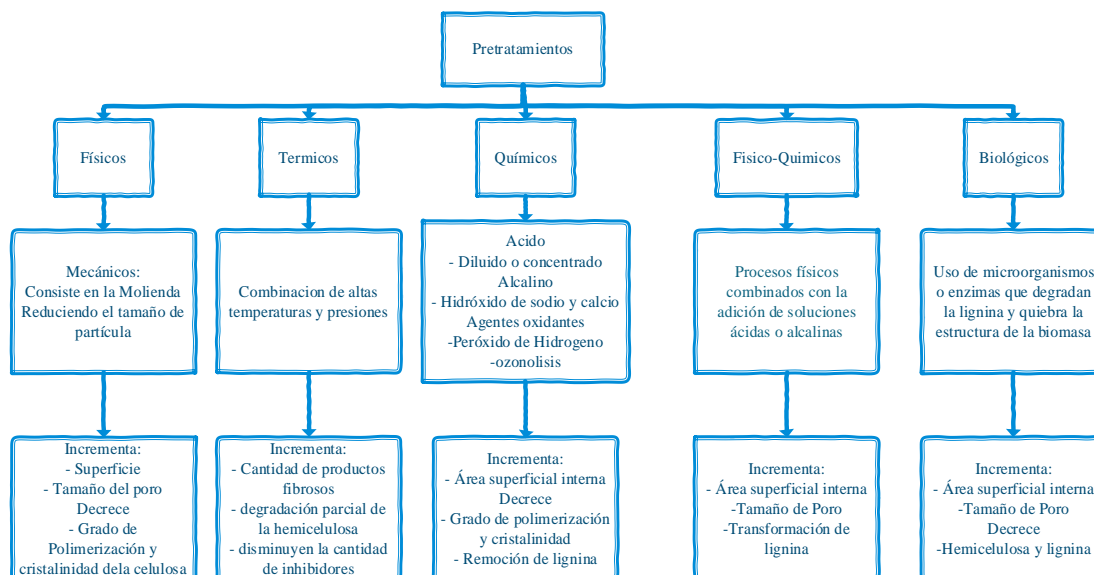 Pretratamientos
Físicos
Termicos
Químicos
Fisico-Quimicos
Biológicos
Mecánicos:
Consiste en la Molienda
Reduciendo el tamaño de
partícula
Combinacion de altas
temperaturas y presiones
Acido
- Diluido o concentrado
Alcalino
- Hidróxido de sodio y calcio
Agentes oxidantes
-Peróxido de Hidrogeno
-ozonolisis
Procesos físicos
combinados con la
adición de soluciones
ácidas o alcalinas
Uso de microorganismos
o enzimas que degradan
la lignina y quiebra la
estructura de la biomasa
Incrementa:
- Superficie
- Tamaño del poro
Decrece
- Grado de
Polimerización y
cristalinidad dela celulosa
Incrementa:
- Cantidad de productos
fibrosos
- degradación parcial de
la hemicelulosa
- disminuyen la cantidad
de inhibidores
Incrementa:
- Área superficial interna
Decrece
- Grado de polimerización
y cristalinidad
- Remoción de lignina
Incrementa:
- Área superficial interna
-Tamaño de Poro
-Transformación de
lignina
Incrementa:
- Área superficial interna
- Tamaño de Poro
Decrece
-Hemicelulosa y lignina